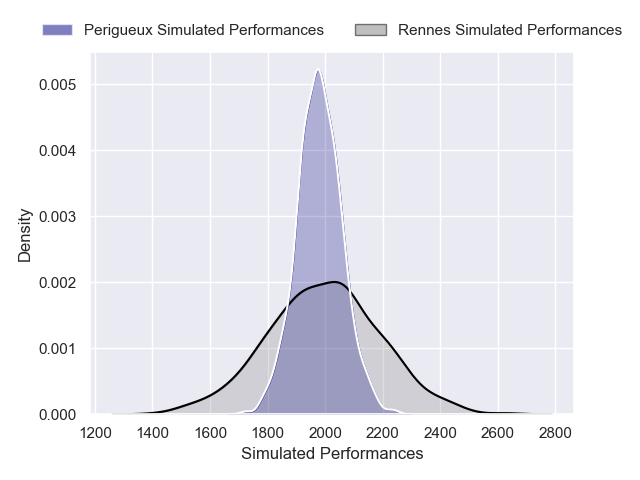 Perigueux Simulated Performances Rennes Simulated Performances
0.005
0.004
0.003
0.002
0.001
0.000
Density
1200 1400 1600 1800 2000 2200 2400 2600 2800
Simulated Performances